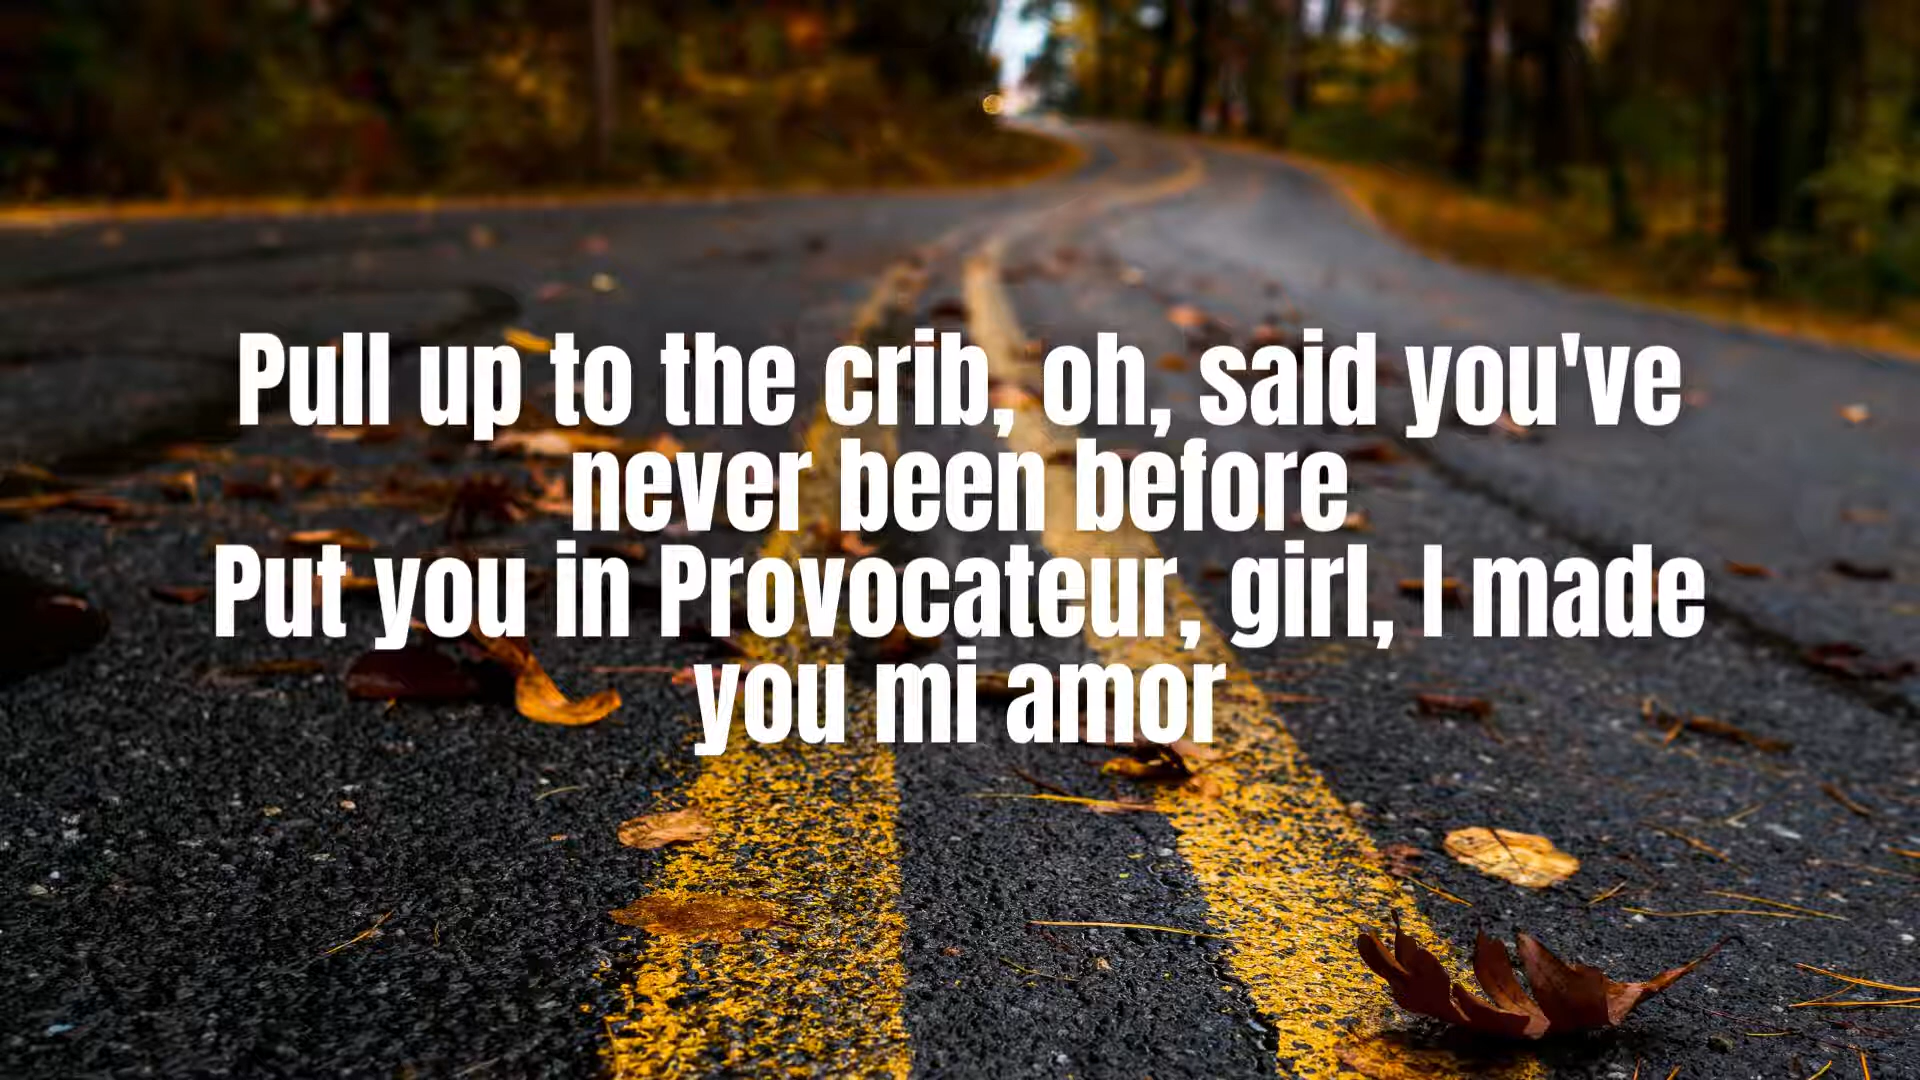 Pull up to the crib, oh, said you've
never been before
Put you in Provocateur, girl, I made
you mi amor